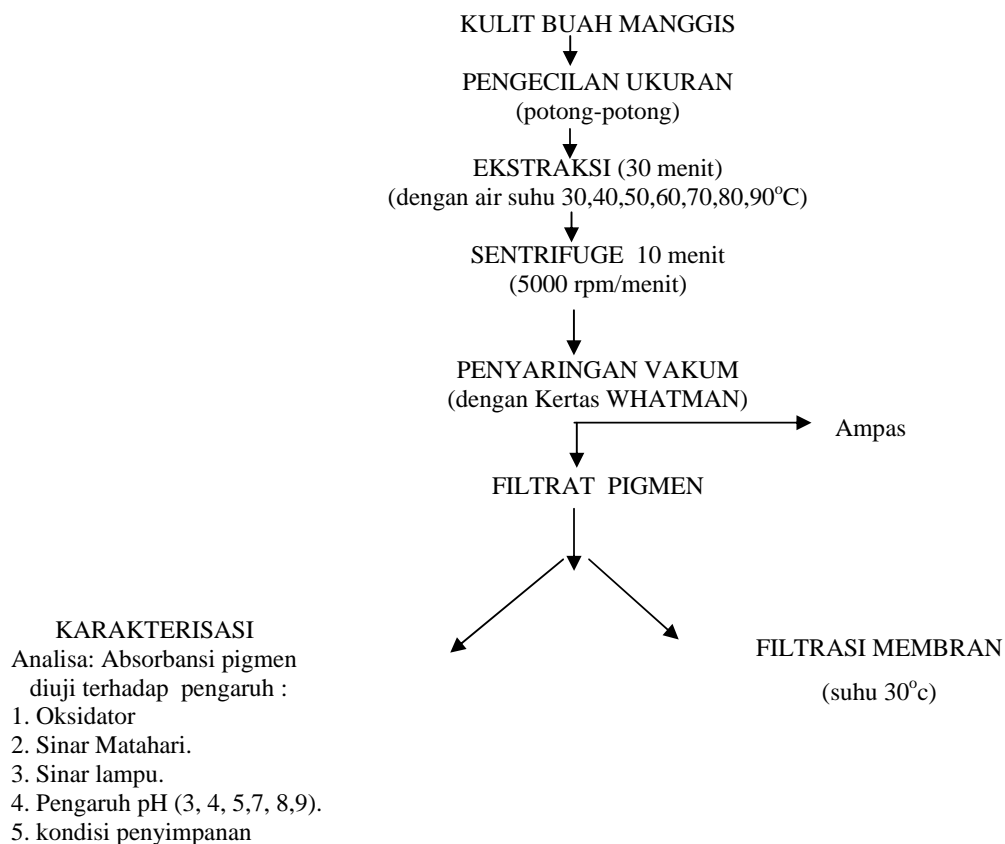 KULIT BUAH MANGGIS
PENGECILAN UKURAN
(potong-potong)
EKSTRAKSI (30 menit)
(dengan air suhu 30,40,50,60,70,80,90°C)
SENTRIFUGE 10 menit
(5000 rpm/menit)
PENYARINGAN VAKUM
(dengan Kertas WHATMAN)
Ampas
FILTRAT PIGMEN
KARAKTERISASI
Analisa: Absorbansi pigmen
diuji terhadap pengaruh :
1. Oksidator
2. Sinar Matahari.
3. Sinar lampu.
4. Pengaruh pH (3, 4, 5,7, 8,9).
5. kondisi penyimpanan
FILTRASI MEMBRAN
(suhu 30°c)